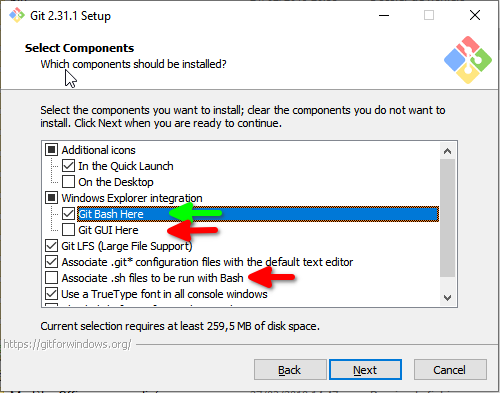 Git 2.31.1 Setup
Select Components
Which components should be installed?
Select the components you want to install; clear the components you do not want to
install. Click Next when you are ready to continue.
Additional icons
In the Quick Launch
On the Desktop
Windows Explorer integration
Git Bash Here
Git GUI Here
Git LFS (Large File Support)
Associate .git* configuration files with the default text editor
Associate .sh files to be run with Bash
Use a TrueType font in all console windows
Current selection requires at least 259,5 MB of disk space.
https://gitforwindows.org/
Back
Next
Cancel